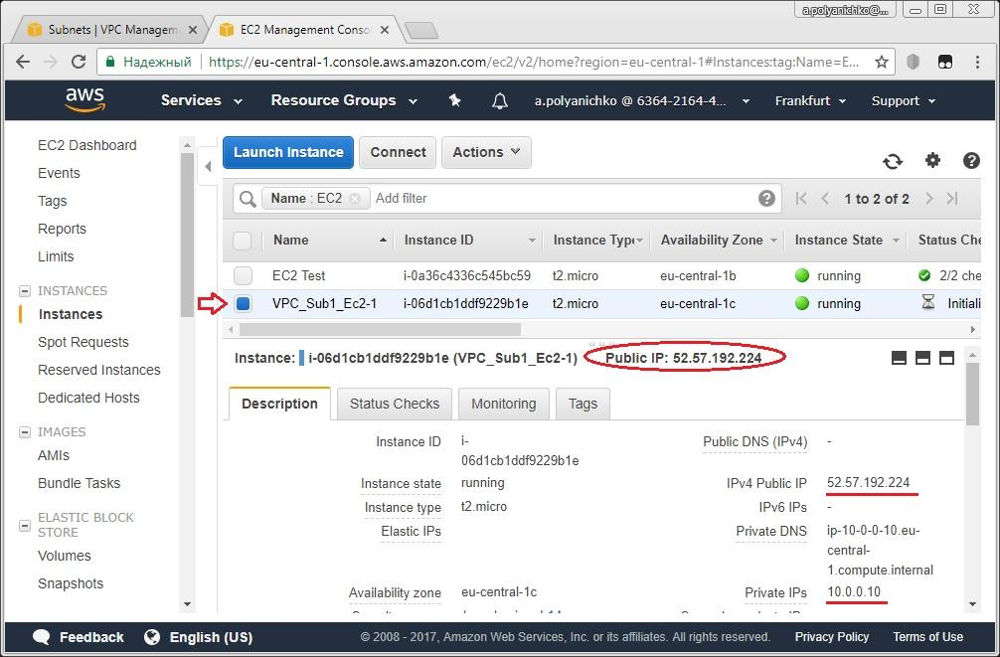 a.polyanichko@...
Subnets | VPC Managem
EC2 Management Conso
Надежный https://eu-central-1.console.aws.amazon.com/ec2/v2/home?region=eu-central-1#Instances:tag:Name=E...
aws Services Resource Groups a.polyanichko @ 6364-2164-4... Frankfurt Support
EC2 Dashboard
Events
Tags
Reports
Limits
INSTANCES
Instances
Spot Requests
Reserved Instances
Dedicated Hosts
IMAGES
AMIs
Bundle Tasks
ELASTIC BLOCK
STORE
Volumes
Snapshots
Launch Instance Connect Actions
Name : EC2 Add filter 1 to 2 of 2
Name Instance ID Instance Type Availability Zone Instance State Status Che
EC2 Test i-0a36c4336c545bc59 t2.micro eu-central-1b running 2/2 che
VPC_Sub1_Ec2-1 i-06d1cb1ddf9229b1e t2.micro eu-central-1c running Initiali
Instance: i-06d1cb1ddf9229b1e (VPC_Sub1_Ec2-1) Public IP: 52.57.192.224
Description Status Checks Monitoring Tags
Instance ID i-
06d1cb1ddf9229b1e
Public DNS (IPv4) -
Instance state running
IPv4 Public IP 52.57.192.224
Instance type t2.micro
IPv6 IPs -
Elastic IPs
Private DNS ip-10-0-0-10.eu-
central-
1.compute.internal
Availability zone eu-central-1c
Private IPs 10.0.0.10
Feedback English (US) © 2008 - 2017, Amazon Web Services, Inc. or its affiliates. All rights reserved. Privacy Policy Terms of Use